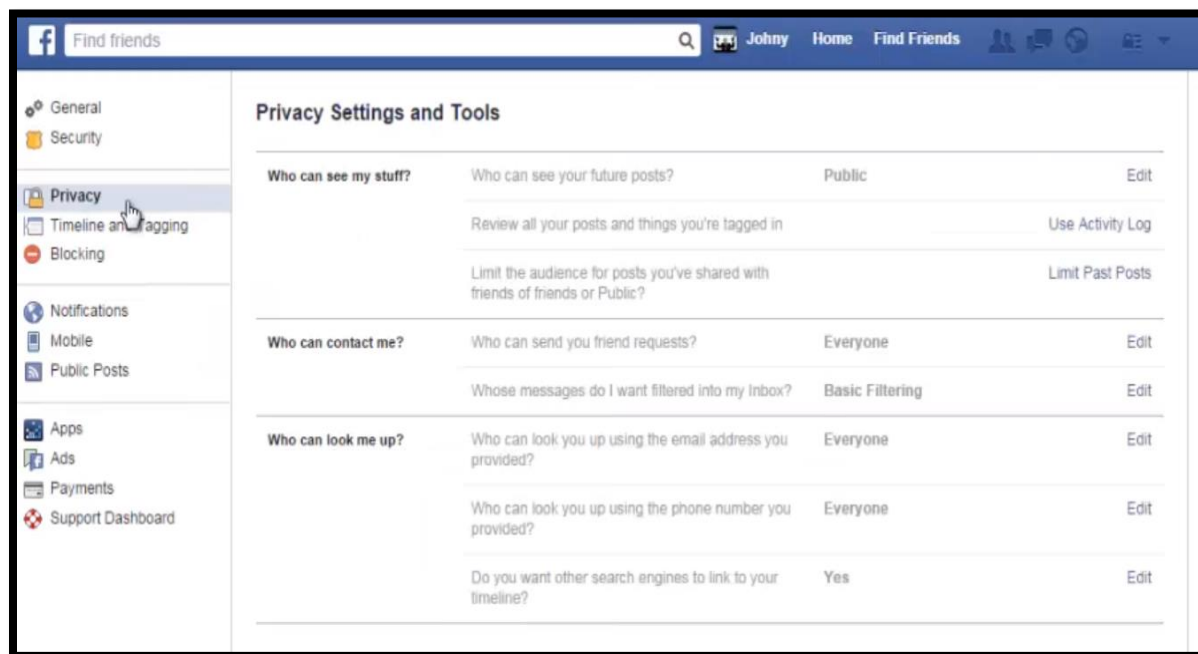 f
Find friends
Johny Home Find Friends
General
Security
Privacy
Timeline and Tagging
Blocking
Notifications
Mobile
Public Posts
Apps
Ads
Payments
Support Dashboard
Privacy Settings and Tools
Who can see my stuff? Who can see your future posts? Public Edit
Review all your posts and things you're tagged in Use Activity Log
Limit the audience for posts you've shared with Limit Past Posts
friends of friends or Public?
Who can contact me? Who can send you friend requests? Everyone Edit
Whose messages do I want filtered into my Inbox? Basic Filtering Edit
Who can look me up? Who can look you up using the email address you Everyone Edit
provided?
Who can look you up using the phone number you Everyone Edit
provided?
Do you want other search engines to link to your Yes Edit
timeline?